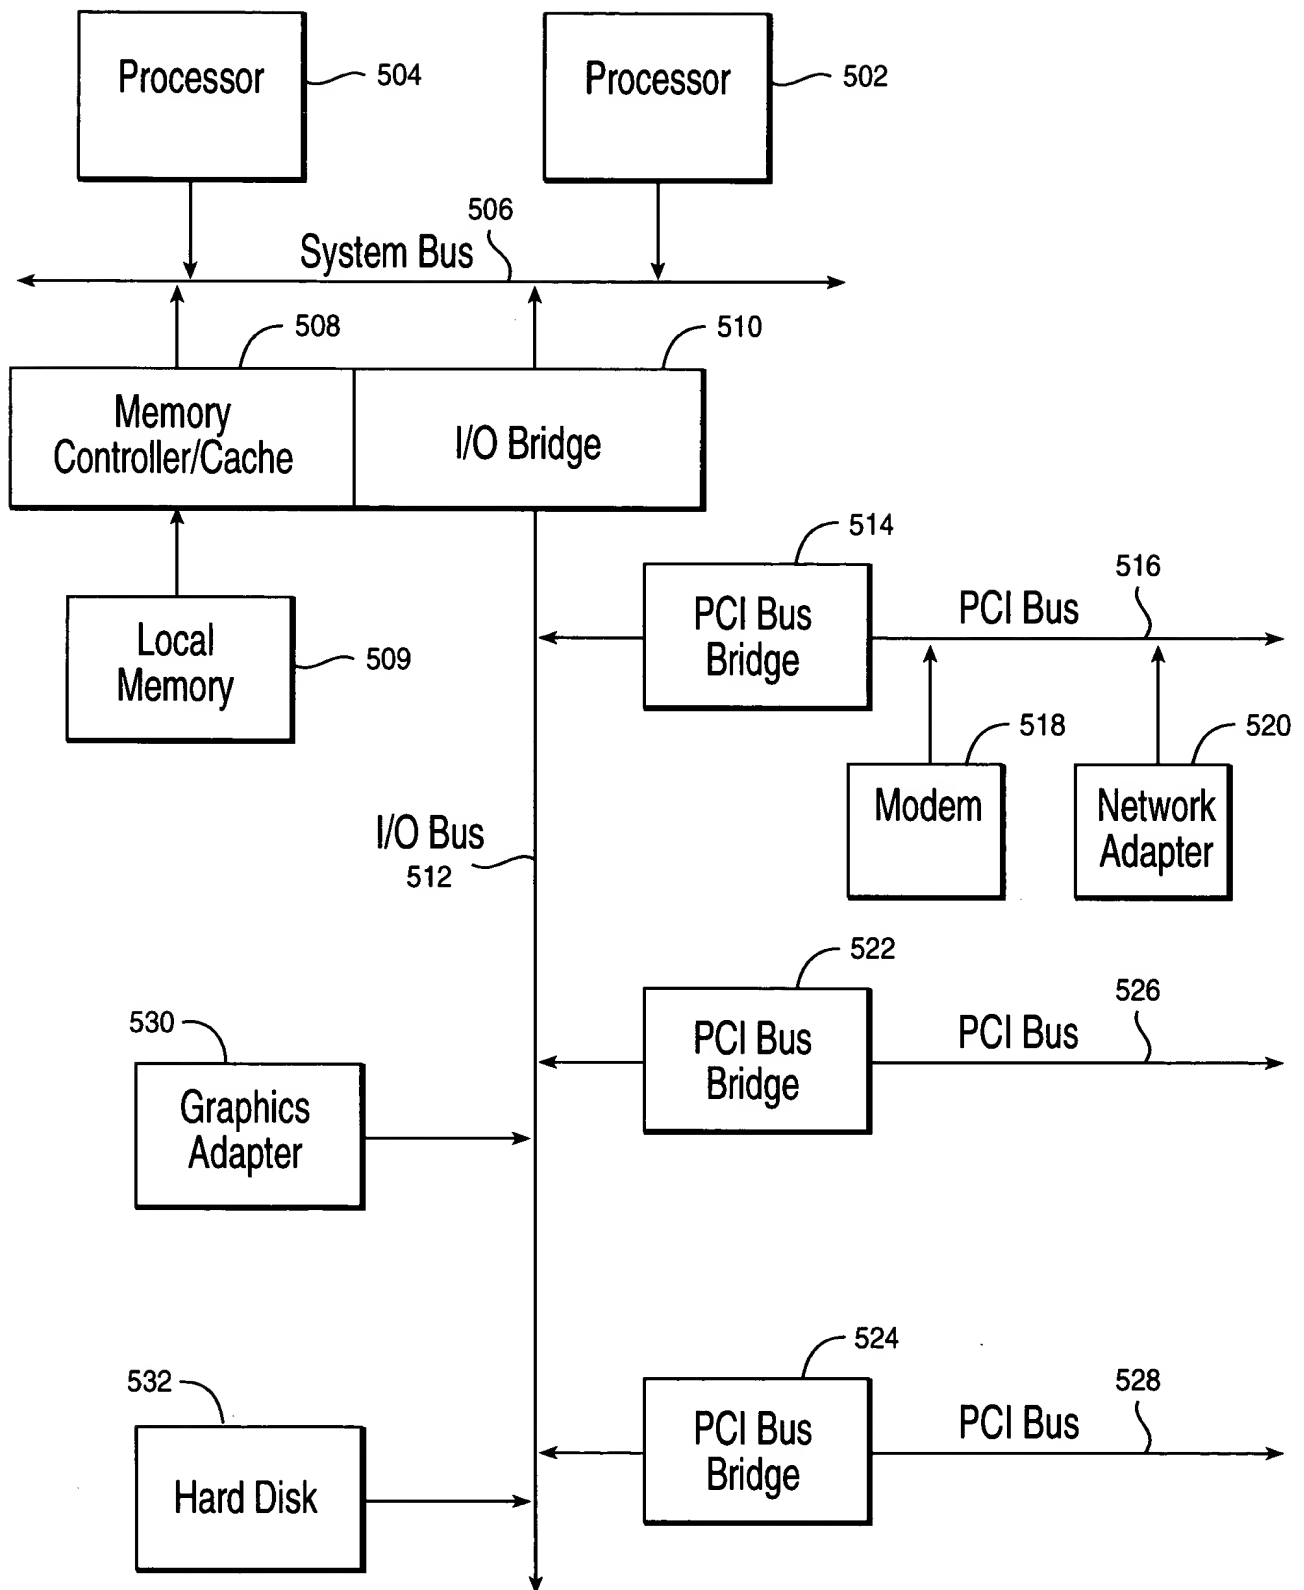 Processor
504
Processor
502
506
System Bus
508
510
Memory
Controller/Cache
I/O Bridge
514
516
PCI Bus
Bridge
PCI Bus
Local
Memory
509
518
520
Modem
Network
Adapter
I/O Bus
512
522
526
PCI Bus
Bridge
PCI Bus
530
Graphics
Adapter
524
528
PCI Bus
Bridge
PCI Bus
532
Hard Disk